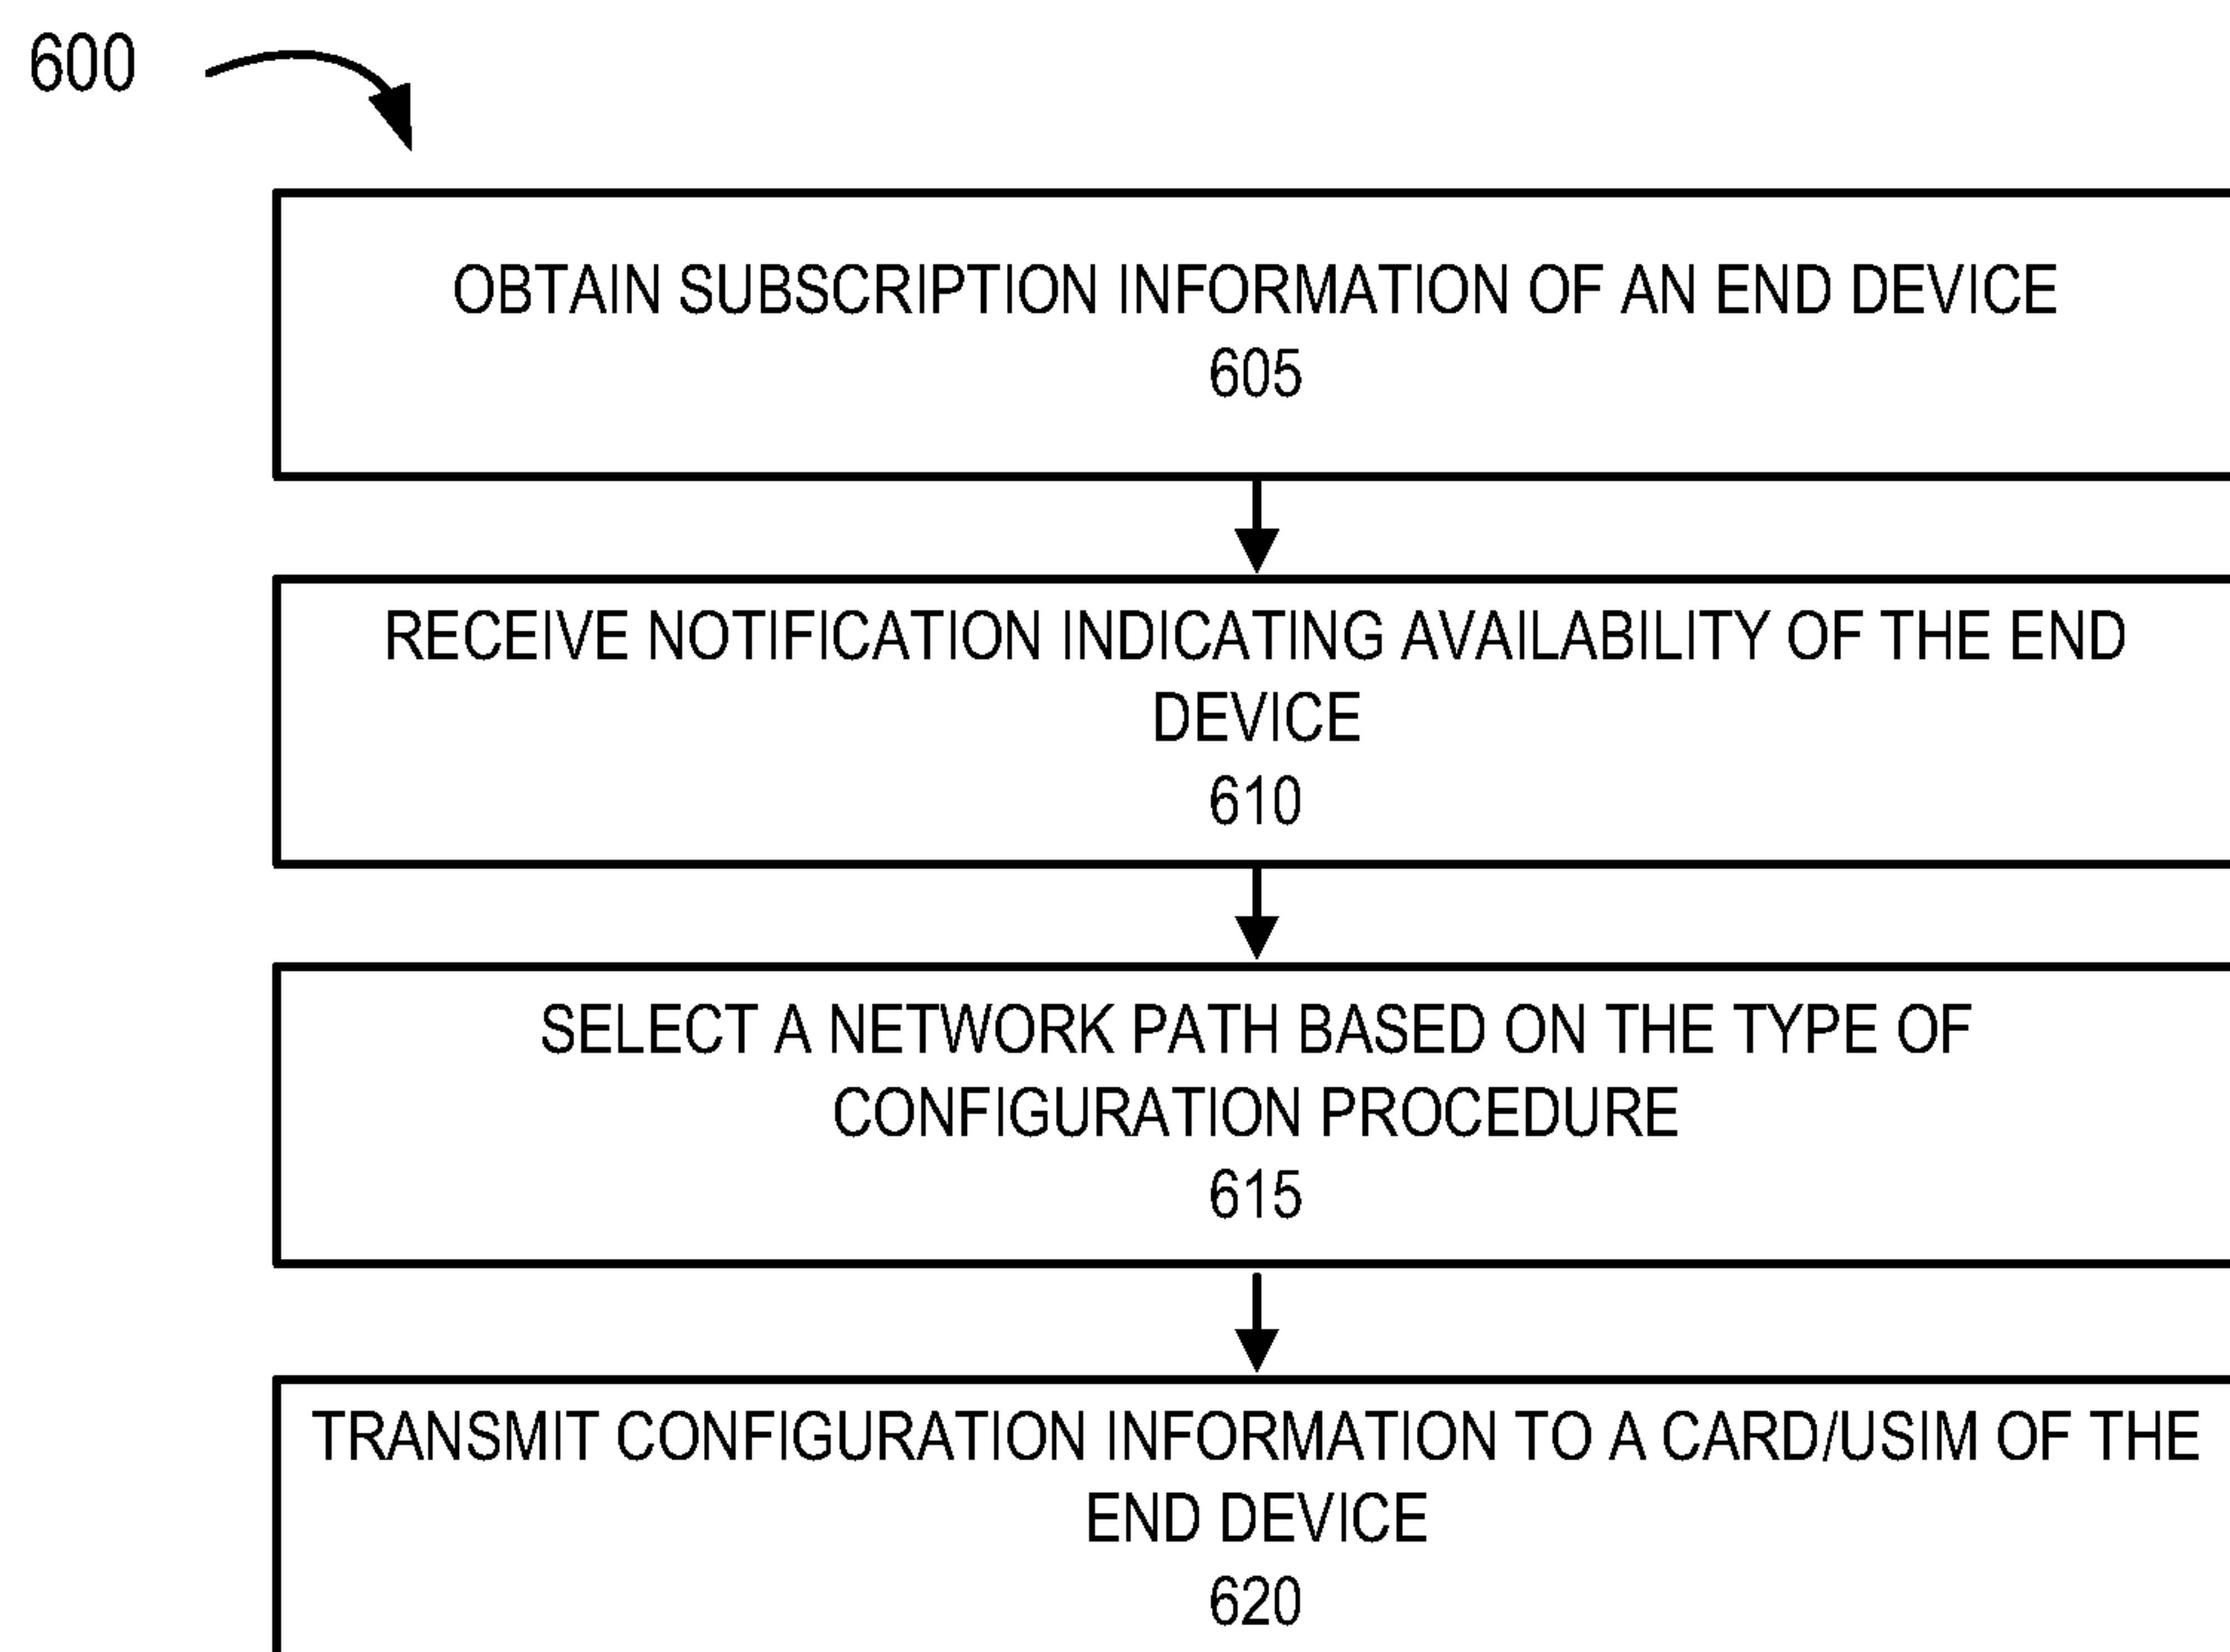 600
OBTAIN SUBSCRIPTION INFORMATION OF AN END DEVICE
605
RECEIVE NOTIFICATION INDICATING AVAILABILITY OF THE END
DEVICE
610
SELECT A NETWORK PATH BASED ON THE TYPE OF
CONFIGURATION PROCEDURE
615
TRANSMIT CONFIGURATION INFORMATION TO A CARD/USIM OF THE
END DEVICE
620